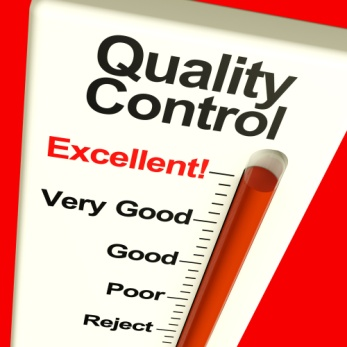 Quality
Control
Excellent!
Very Good
Good
Poor
Reject